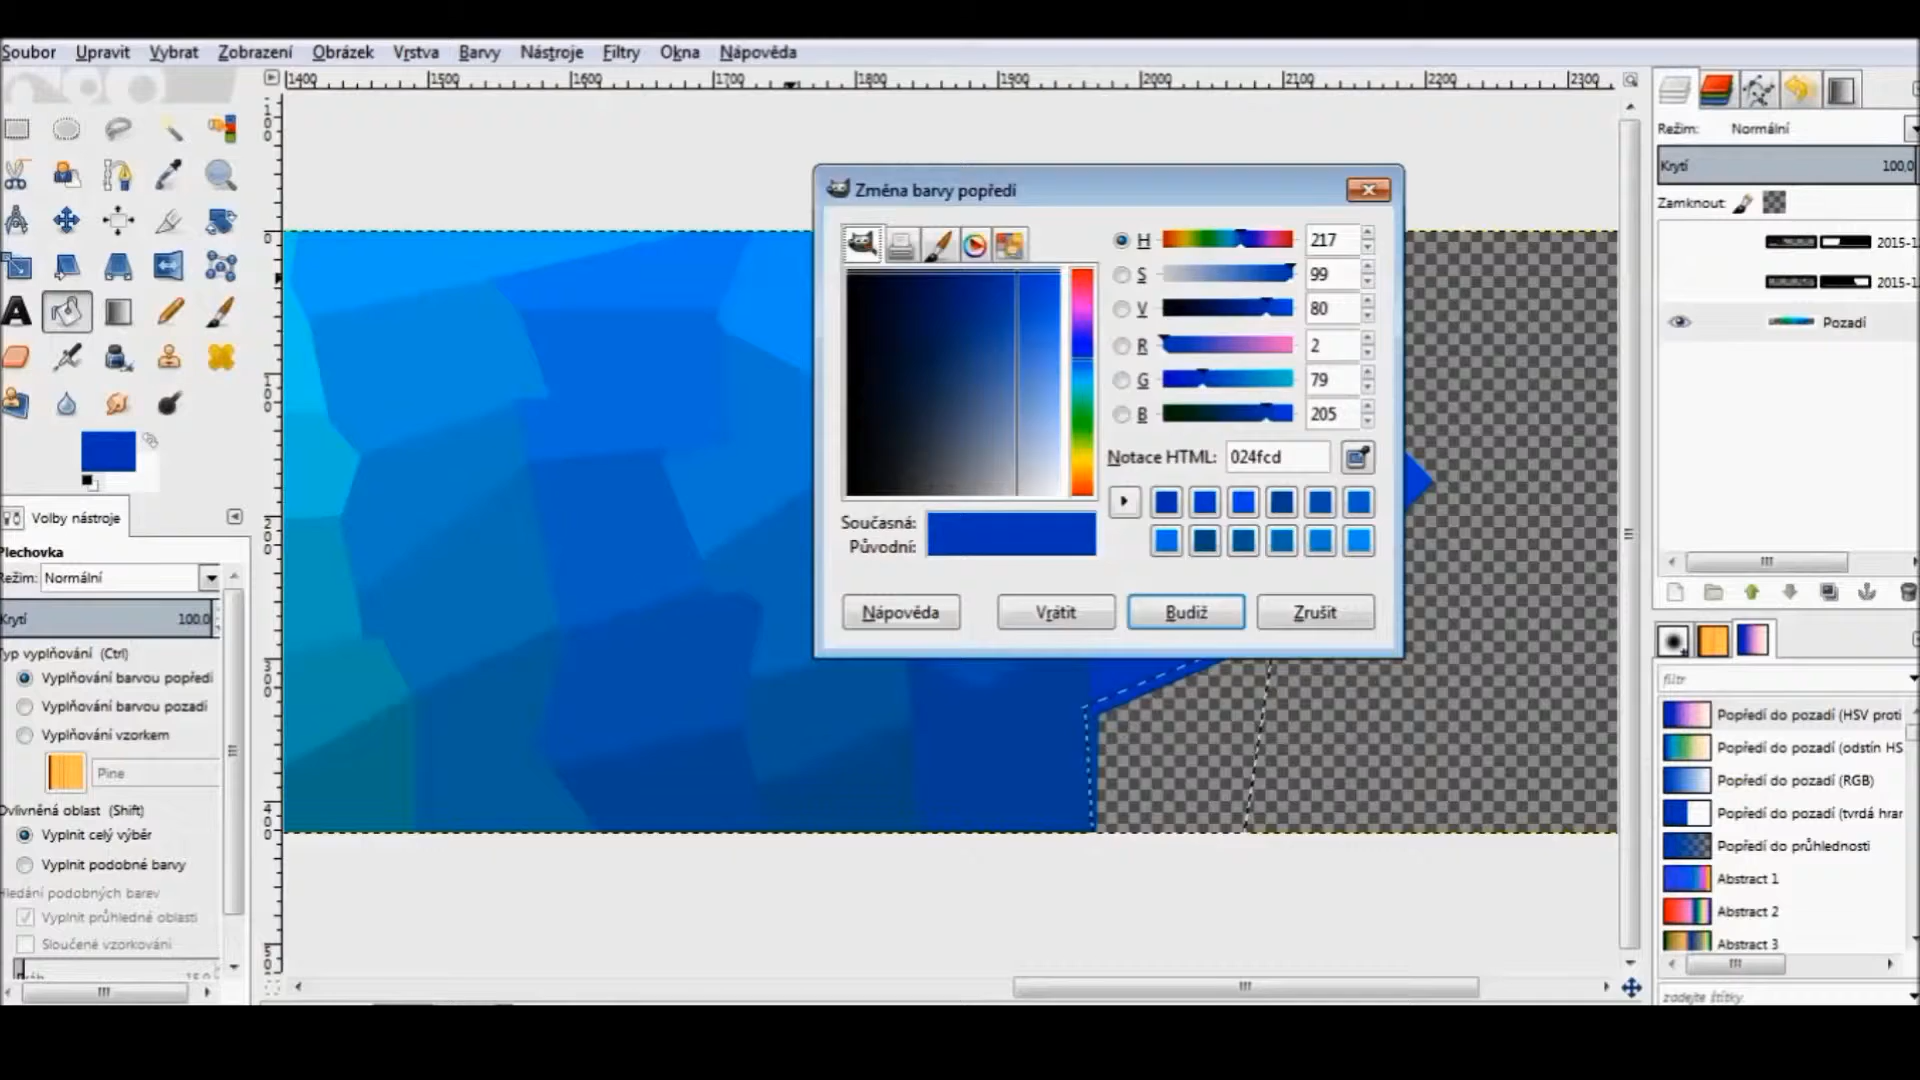 Soubor Upravit Vybrat Zobrazení Obrázek Vrstva Barvy Nástroje Filtry Okna Nápověda
1400 1500 1600 1700 1800 1900 2000 2100 2200 2300
Režim: Normální
Krytí 100,0
Zamknout:
2015-1
2015-1
Pozadí
Změna barvy popředí
H 217
S 99
V 80
R 2
G 79
B 205
Notace HTML: 024fcd
Současná:
Původní:
Nápověda Vrátit Budiž Zrušit
Volby nástroje
Plechovka
Režim: Normální
Krytí 100,0
Typ vyplňování (Ctrl)
Vyplňování barvou popředí
Vyplňování barvou pozadí
Vyplňování vzorkem
Pine
Ovlivněná oblast (Shift)
Vyplnit celý výběr
Vyplnit podobné barvy
Hledání podobných barev
Vyplnit průhledné oblasti
Sloučené vzorkování
15,0
filtr
Popředí do pozadí (HSV proti
Popředí do pozadí (odstín HS
Popředí do pozadí (RGB)
Popředí do pozadí (tvrdá hrar
Popředí do průhlednosti
Abstract 1
Abstract 2
Abstract 3
zadejte štítky